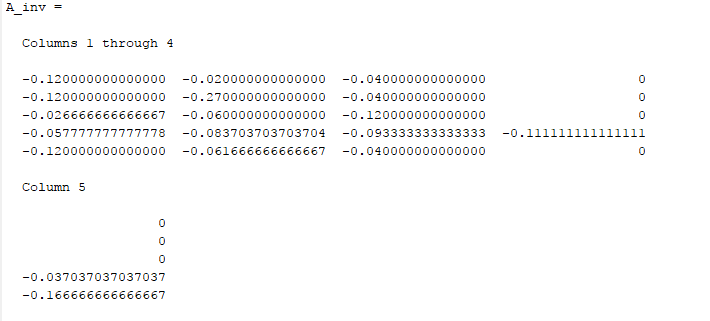 A_inv =
Columns 1 through 4
-0.120000000000000 -0.020000000000000 -0.040000000000000 0
-0.120000000000000 -0.270000000000000 -0.040000000000000 0
-0.026666666666667 -0.060000000000000 -0.120000000000000 0
-0.057777777777778 -0.083703703703704 -0.093333333333333 -0.111111111111111
-0.120000000000000 -0.061666666666667 -0.040000000000000 0
Column 5
0
0
0
-0.037037037037037
-0.166666666666667